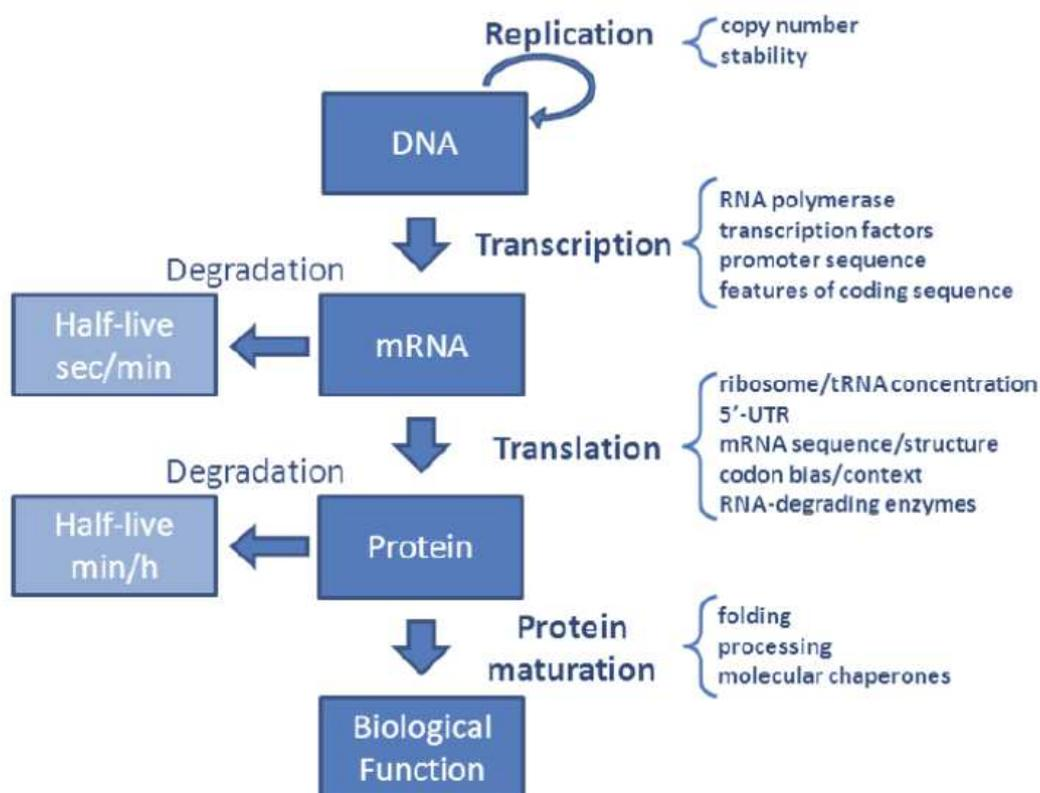 Replication
copy number
stability
DNA
Transcription
RNA polymerase
transcription factors
promoter sequence
features of coding sequence
Degradation
Half-live
sec/min
mRNA
Translation
ribosome/tRNA concentration
5’-UTR
mRNA sequence/structure
codon bias/context
RNA-degrading enzymes
Degradation
Half-live
min/h
Protein
Protein
maturation
folding
processing
molecular chaperones
Biological
Function